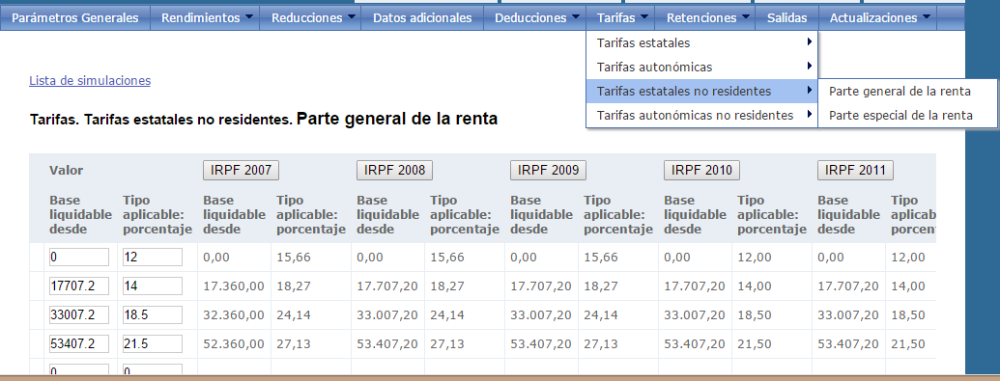 Parámetros Generales Rendimientos Reducciones Datos adicionales Deducciones Tarifas Retenciones Salidas Actualizaciones
Tarifas estatales
Tarifas autonómicas
Tarifas estatales no residentes Parte general de la renta
Tarifas autonómicas no residentes Parte especial de la renta
Lista de simulaciones
Tarifas. Tarifas estatales no residentes. Parte general de la renta
Valor IRPF 2007 IRPF 2008 IRPF 2009 IRPF 2010 IRPF 2011
Base Tipo Base Tipo Base Tipo Base Tipo Base Tipo Base Tipo
liquidable aplicable: liquidable aplicable: liquidable aplicable: liquidable aplicable: liquidable aplicable: liquidable aplicab
desde porcentaje desde porcentaje desde porcentaje desde porcentaje desde porcentaje desde porcent
0 12 0,00 15,66 0,00 15,66 0,00 15,66 0,00 12,00 0,00 12,00
17707.2 14 17.360,00 18,27 17.707,20 18,27 17.707,20 18,27 17.707,20 14,00 17.707,20 14,00
33007.2 18.5 32.360,00 24,14 33.007,20 24,14 33.007,20 24,14 33.007,20 18,50 33.007,20 18,50
53407.2 21.5 52.360,00 27,13 53.407,20 27,13 53.407,20 27,13 53.407,20 21,50 53.407,20 21,50